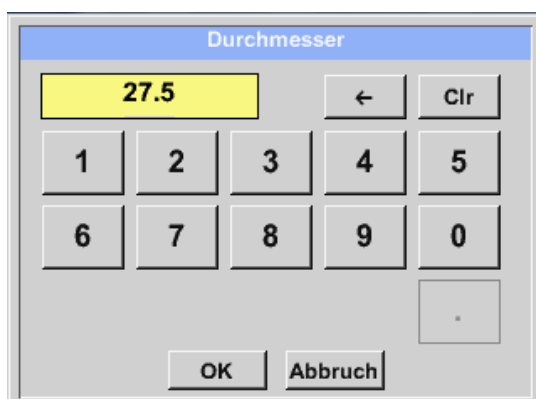 Durchmesser
27.5 ← Clr
1 2 3 4 5
6 7 8 9 0
.
OK Abbruch